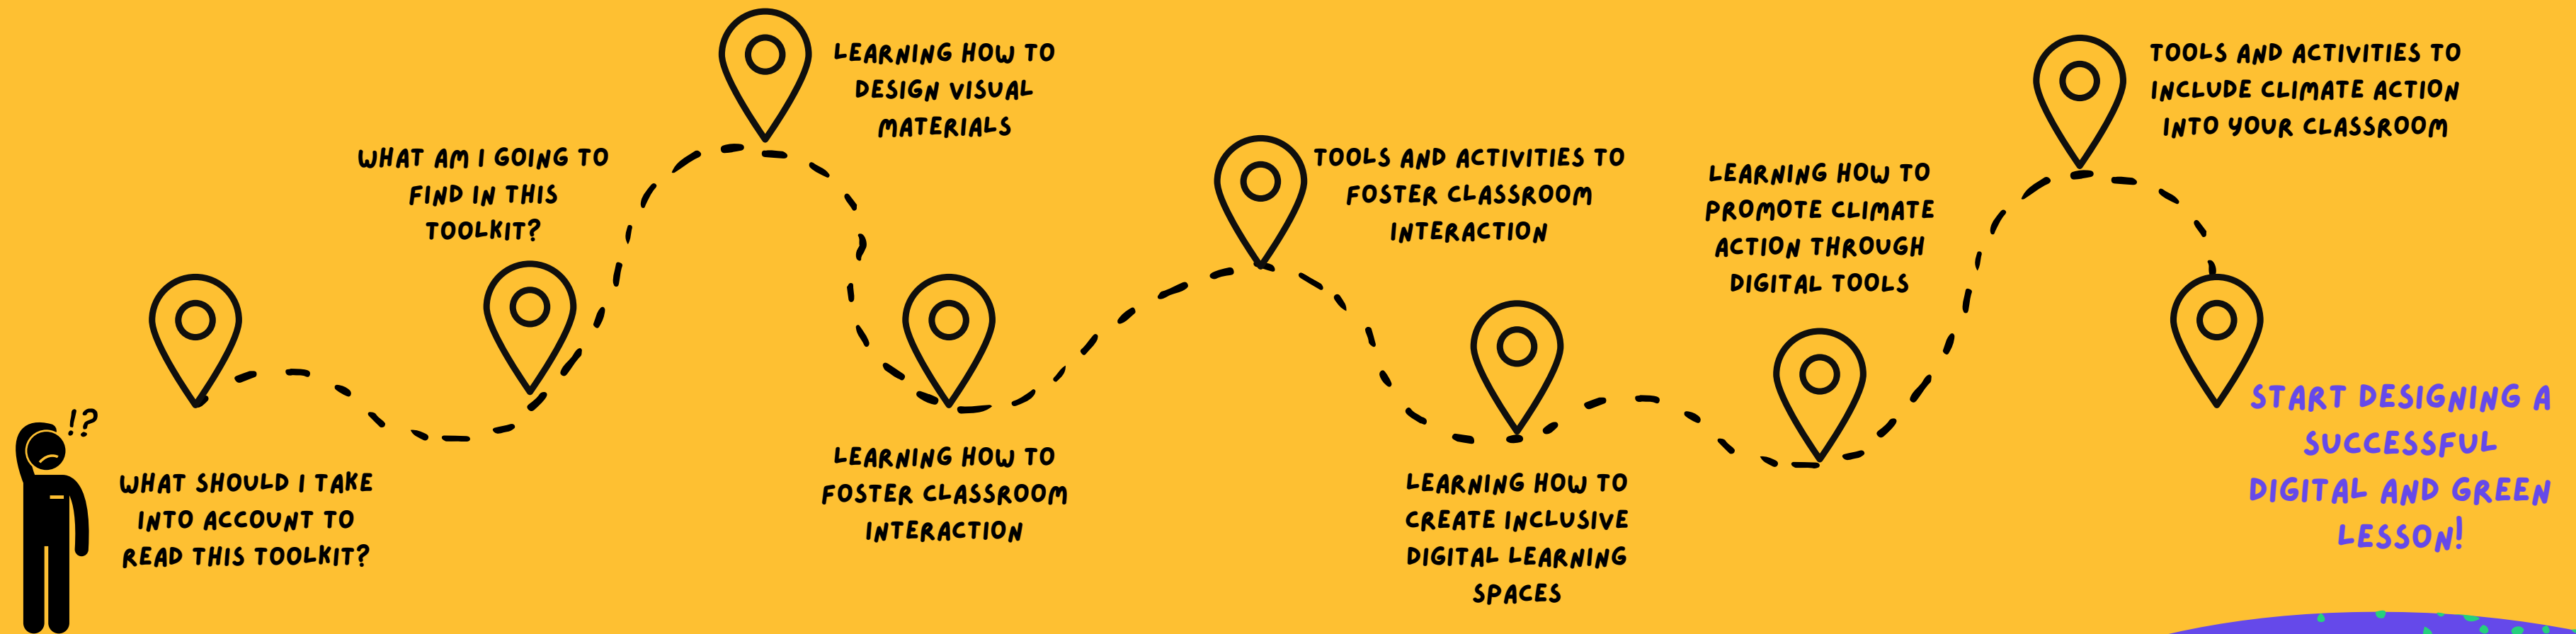 !?
WHAT SHOULD I TAKE
INTO ACCOUNT TO
READ THIS TOOLKIT?
WHAT AM I GOING TO
FIND IN THIS
TOOLKIT?
LEARNING HOW TO
DESIGN VISUAL
MATERIALS
LEARNING HOW TO
FOSTER CLASSROOM
INTERACTION
TOOLS AND ACTIVITIES TO
FOSTER CLASSROOM
INTERACTION
LEARNING HOW TO
CREATE INCLUSIVE
DIGITAL LEARNING
SPACES
LEARNING HOW TO
PROMOTE CLIMATE
ACTION THROUGH
DIGITAL TOOLS
TOOLS AND ACTIVITIES TO
INCLUDE CLIMATE ACTION
INTO YOUR CLASSROOM
START DESIGNING A
SUCCESSFUL
DIGITAL AND GREEN
LESSON!